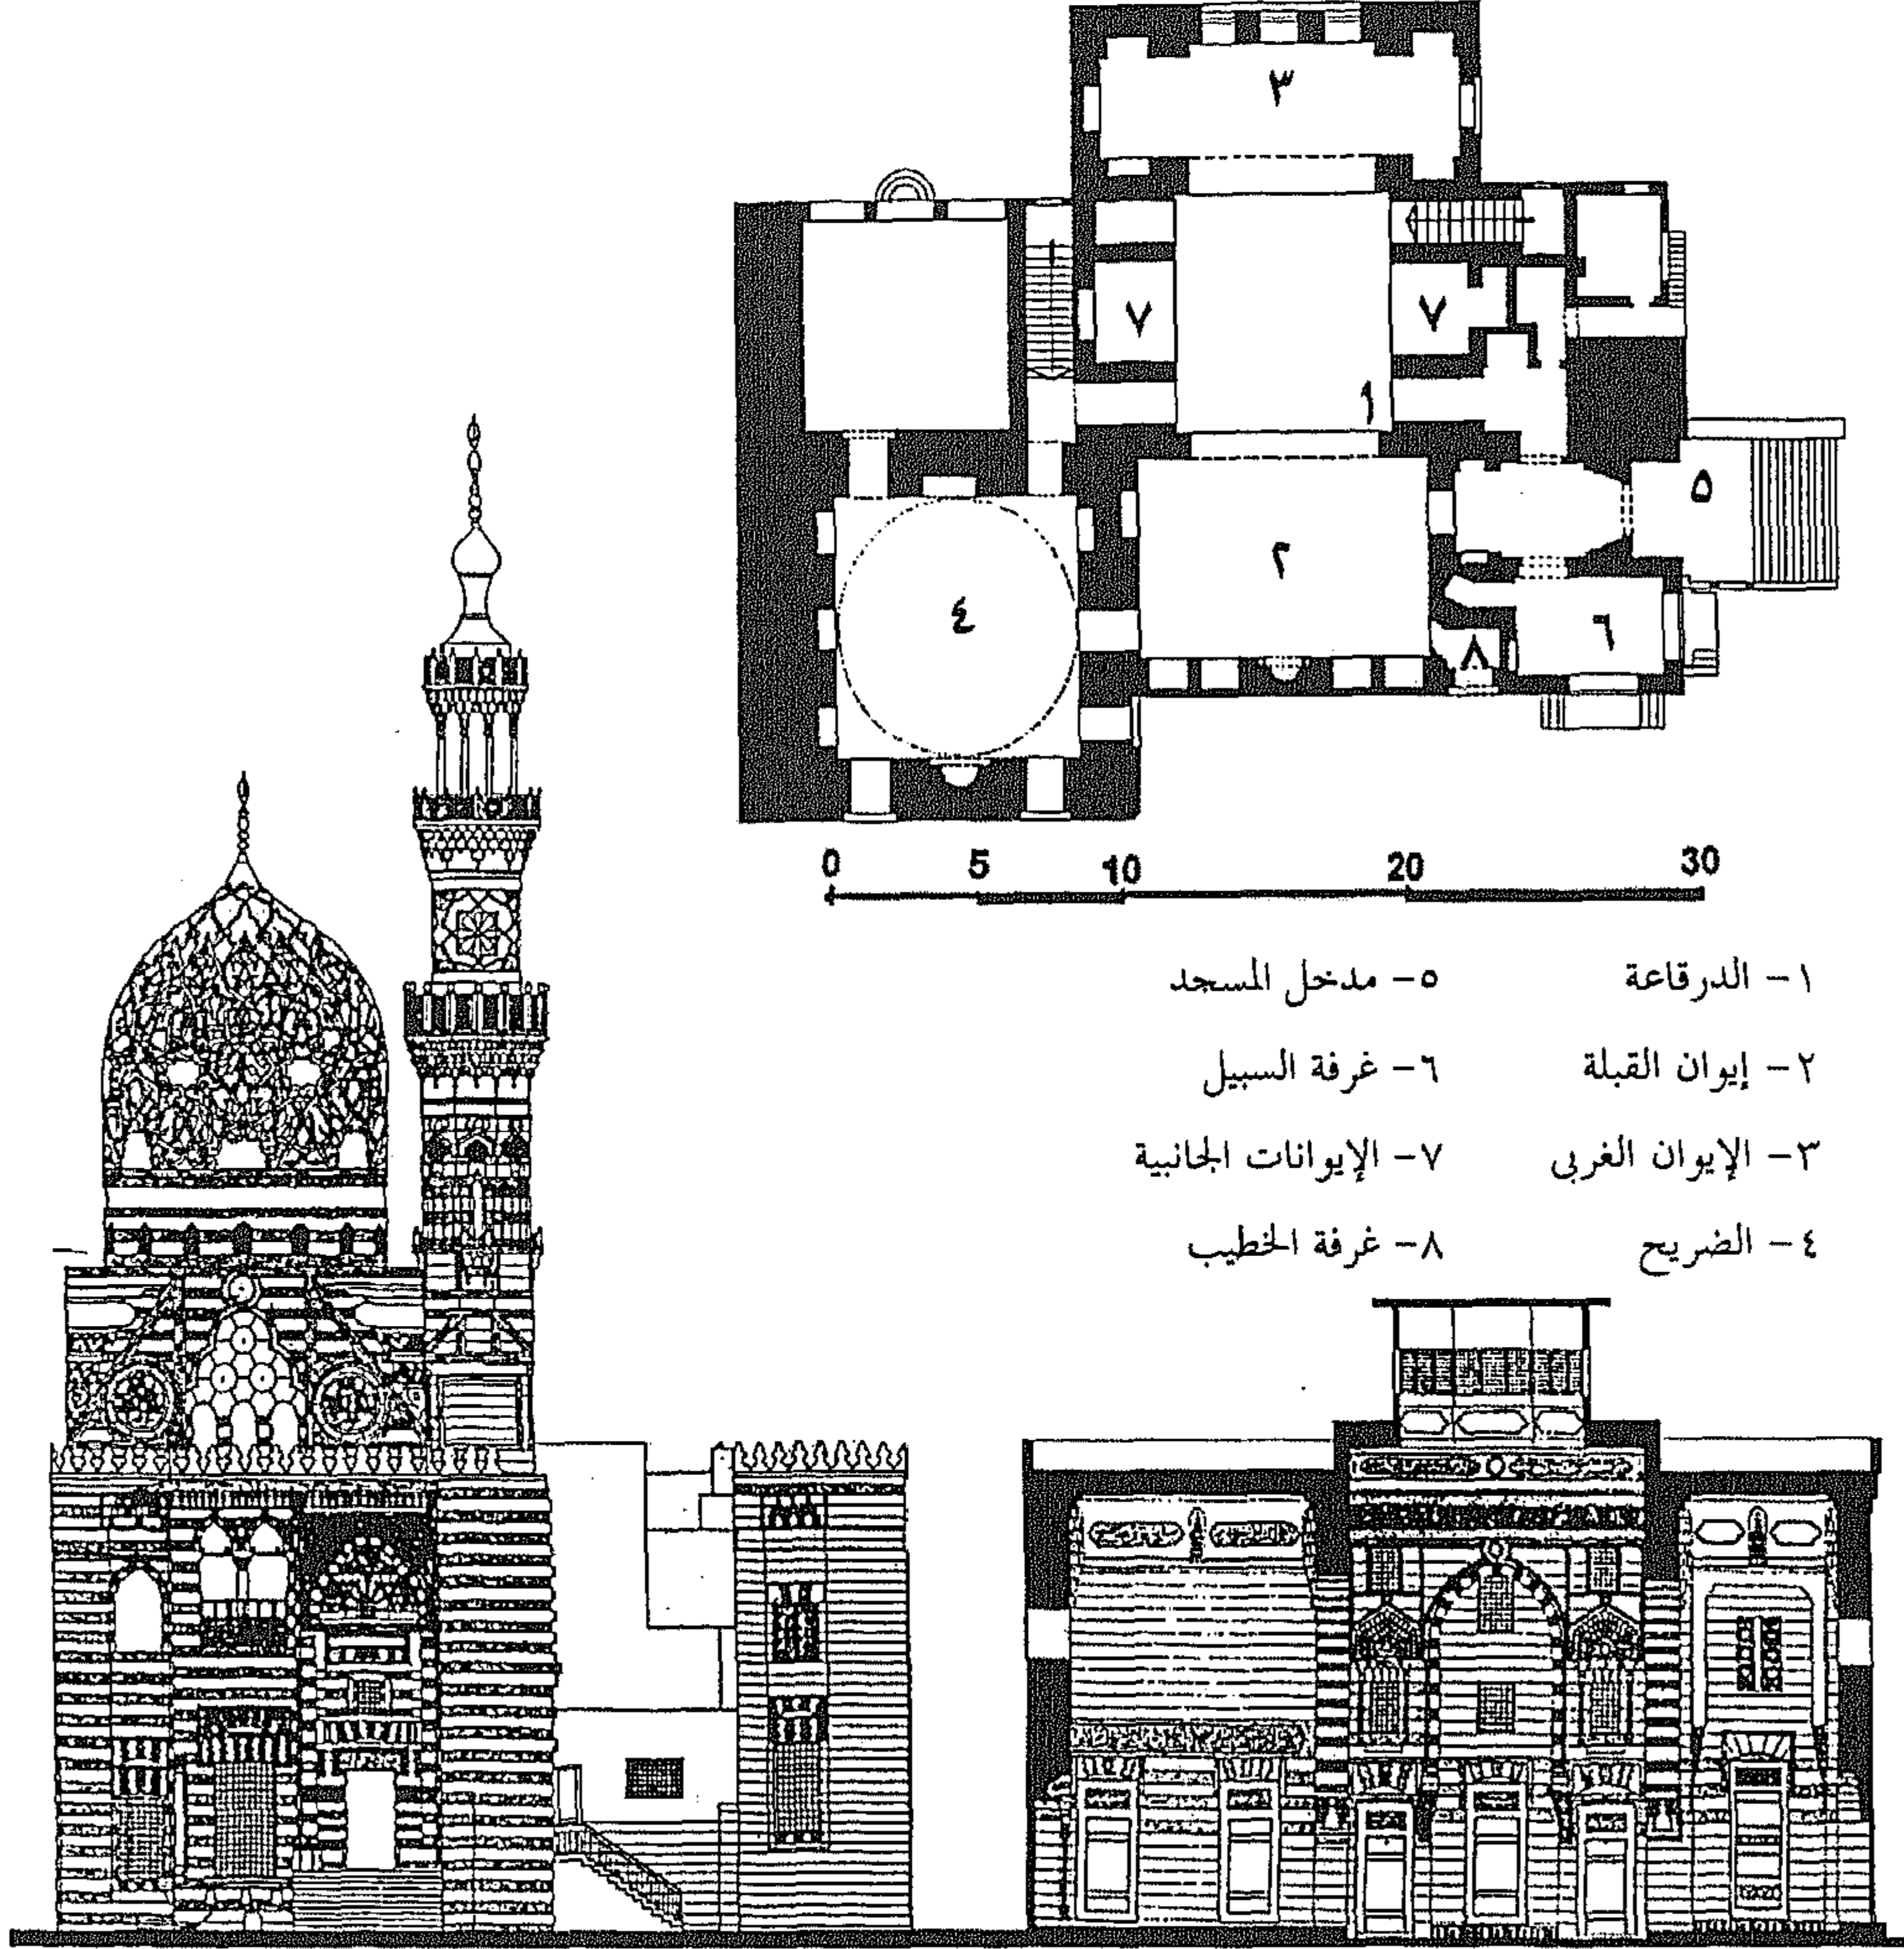 ٣
٧ ٧
١
٥
٢
٤
٦
٨
0 5 10 20 30
١- الدرقاعة
٥- مدخل المسجد
٢- إيوان القبلة
٦- غرفة السبيل
٣- الإيوان الغربى
٧- الإيوانات الجانبية
٤- الضريح
٨- غرفة الخطيب